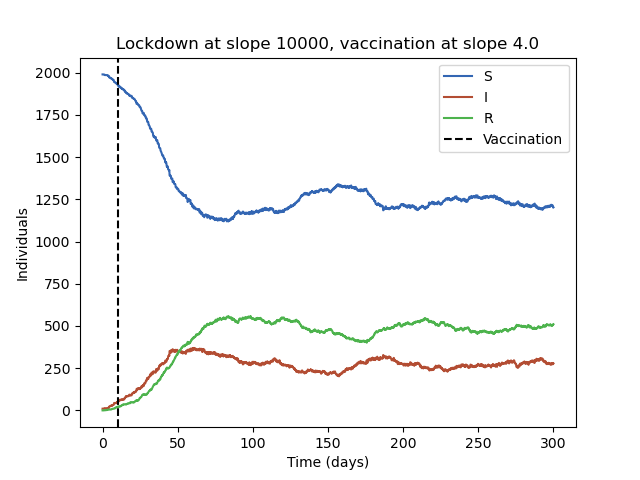 Lockdown at slope 10000, vaccination at slope 4.0
S
I
R
Vaccination
2000
1750
1500
1250
1000
750
500
250
0
Individuals
0 50 100 150 200 250 300
Time (days)